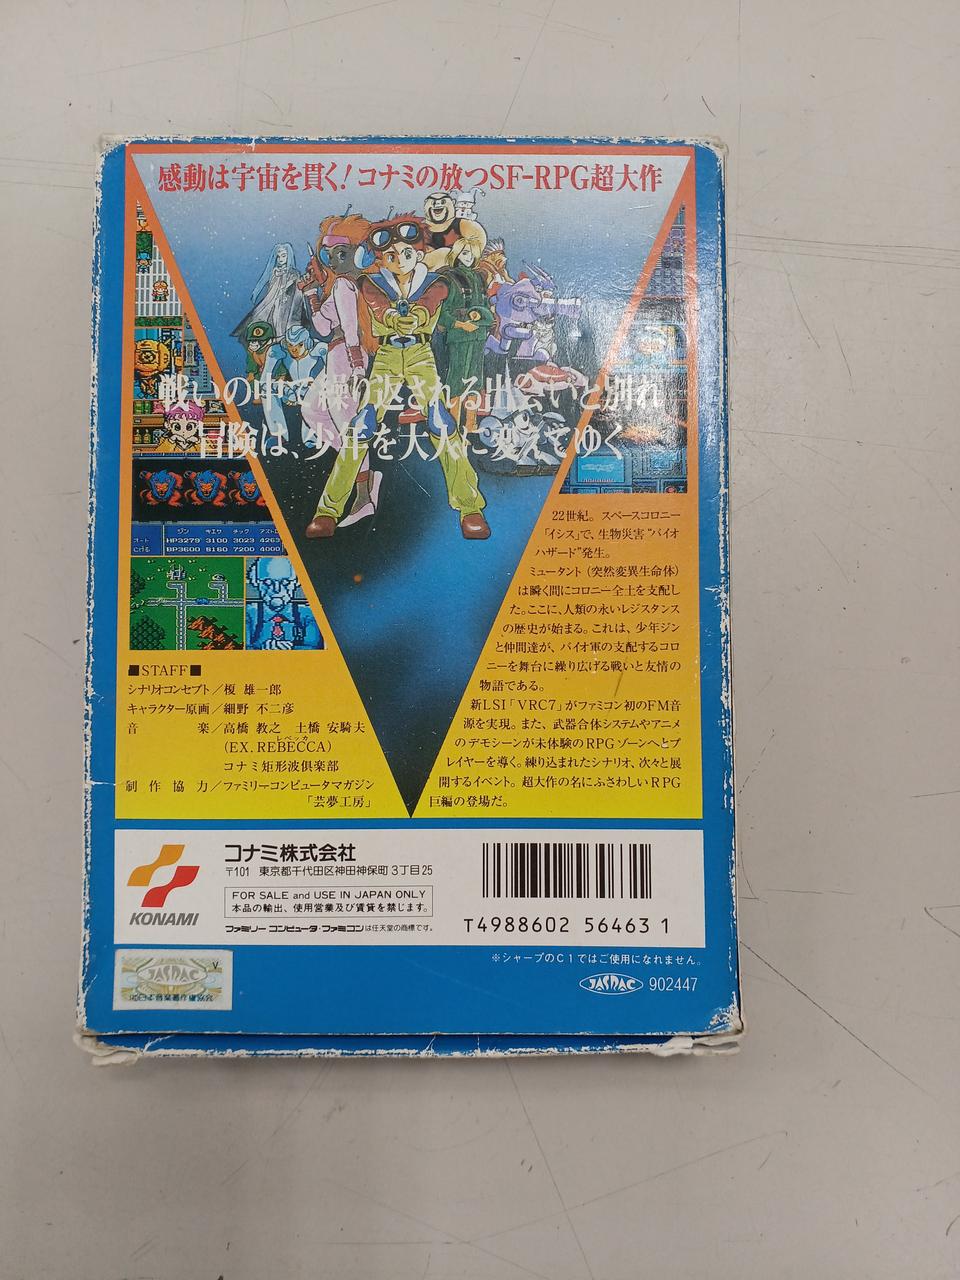 感動は宇宙を貫く!コナミの放つSF-RPG超大作
戦いの中で繰り返される出会いと別れ
冒険は、少年を大人に変えてゆく
ジン キエサ チック アストロ
オート HP3279 3100 3023 4263
にげる BP3600 8160 7200 4000
■STAFF■
シナリオコンセプト/榎 雄一郎
キャラクター原画/細野 不二彦
音 楽/高橋 教之 土橋 安騎夫
レベッカ
(EX. REBECCA)
コナミ矩形波倶楽部
制作協力/ファミリーコンピュータマガジン
「芸夢工房」
22世紀。スペースコロニー
「イシス」で、生物災害“バイオ
ハザード”発生。
ミュータント(突然変異生命体)
は瞬く間にコロニー全土を支配し
た。ここに、人類の永いレジスタンス
の歴史が始まる。これは、少年ジン
と仲間達が、バイオ軍の支配するコロ
ニーを舞台に繰り広げる戦いと友情の
物語である。
新LSI「VRC7」がファミコン初のFM音
源を実現。また、武器合体システムやアニメ
のデモシーンが未体験のRPGゾーンへとプ
レイヤーを導く。練り込まれたシナリオ、次々と展
開するイベント。超大作の名にふさわしいRPG
巨編の登場だ。
KONAMI
コナミ株式会社
〒101 東京都千代田区神田神保町3丁目25
FOR SALE and USE IN JAPAN ONLY
本品の輸出、使用営業及び賃貸を禁じます。
ファミリーコンピュータ・ファミコンは任天堂の商標です。
T4988602 56463 1
※シャープのC1ではご使用になれません。
JASRAC 902447
JASRAC